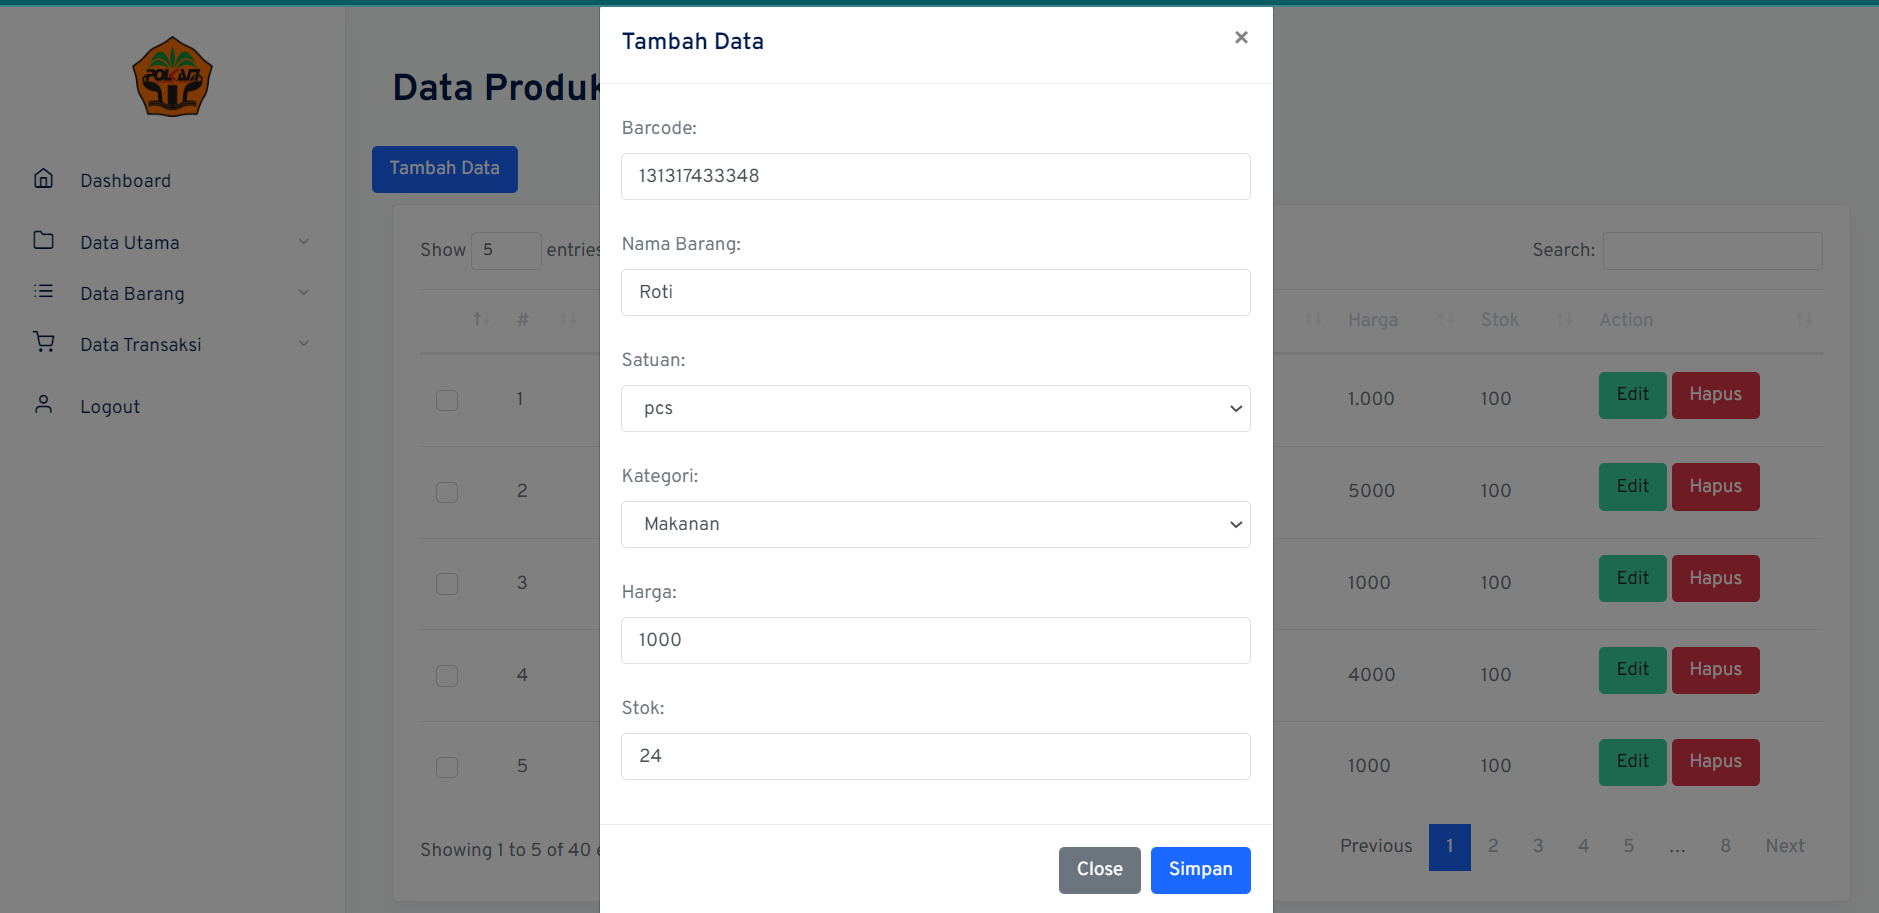 POLKAM
Dashboard
Data Utama
Data Barang
Data Transaksi
Logout
Data Produk
Tambah Data
Show 5 entries
Search:
# Harga Stok Action
1 1.000 100 Edit Hapus
2 5000 100 Edit Hapus
3 1000 100 Edit Hapus
4 4000 100 Edit Hapus
5 1000 100 Edit Hapus
Showing 1 to 5 of 40 e
Previous 1 2 3 4 5 ... 8 Next
Tambah Data ×
Barcode:
131317433348
Nama Barang:
Roti
Satuan:
pcs
Kategori:
Makanan
Harga:
1000
Stok:
24
Close Simpan